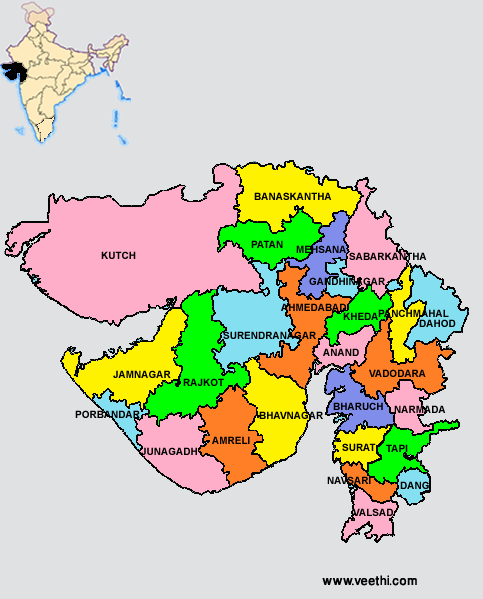 BANASKANTHA
PATAN
MEHSANA
SABARKANTHA
KUTCH
GANDHINAGAR
AHMEDABAD
KHEDA
PANCHMAHAL
DAHOD
SURENDRANAGAR
ANAND
JAMNAGAR
RAJKOT
VADODARA
PORBANDAR
BHAVNAGAR
BHARUCH
NARMADA
JUNAGADH
AMRELI
SURAT
TAPI
NAVSARI
DANG
VALSAD
www.veethi.com